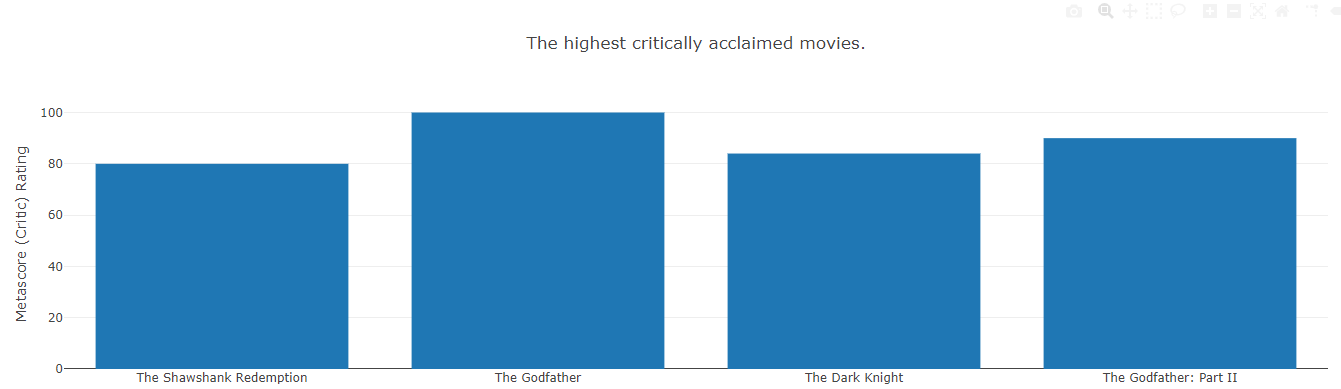 The highest critically acclaimed movies.
Metascore (Critic) Rating
100
80
60
40
20
0
The Shawshank Redemption
The Godfather
The Dark Knight
The Godfather: Part II